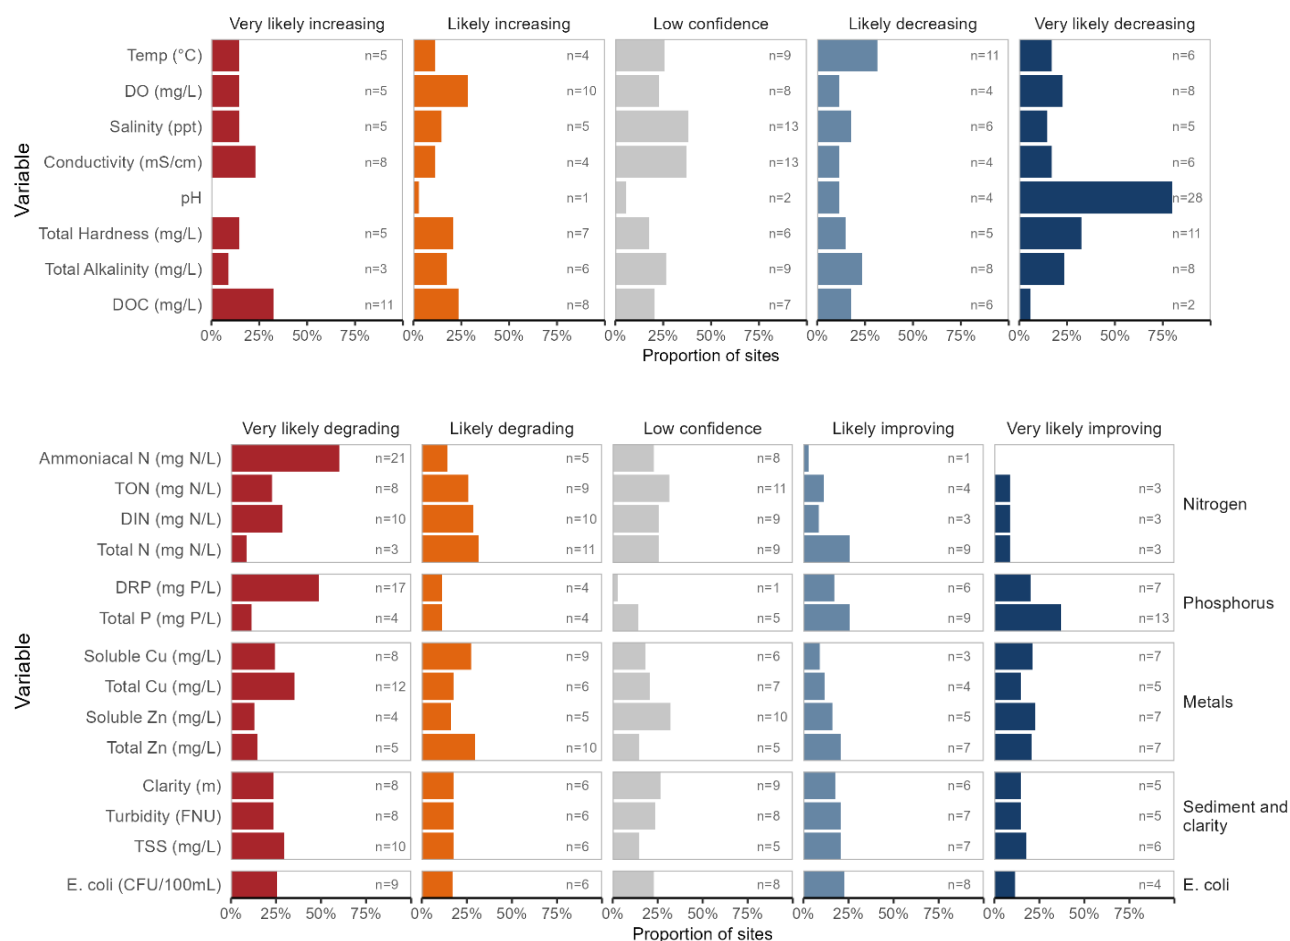 Very likely increasing Likely increasing Low confidence Likely decreasing Very likely decreasing
Temp (°C) n=5 n=4 n=9 n=11 n=6
DO (mg/L) n=5 n=10 n=8 n=4 n=8
Salinity (ppt) n=5 n=5 n=13 n=6 n=5
Conductivity (mS/cm) n=8 n=4 n=13 n=4 n=6
pH n=1 n=2 n=4 n=28
Total Hardness (mg/L) n=5 n=7 n=6 n=5 n=11
Total Alkalinity (mg/L) n=3 n=6 n=9 n=8 n=8
DOC (mg/L) n=11 n=8 n=7 n=6 n=2
Variable
0% 25% 50% 75% 0% 25% 50% 75% 0% 25% 50% 75% 0% 25% 50% 75% 0% 25% 50% 75%
Proportion of sites
Very likely degrading Likely degrading Low confidence Likely improving Very likely improving
Ammoniacal N (mg N/L) n=21 n=5 n=8 n=1
TON (mg N/L) n=8 n=9 n=11 n=4 n=3
Nitrogen
DIN (mg N/L) n=10 n=10 n=9 n=3 n=3
Total N (mg N/L) n=3 n=11 n=9 n=9 n=3
DRP (mg P/L) n=17 n=4 n=1 n=6 n=7
Phosphorus
Total P (mg P/L) n=4 n=4 n=5 n=9 n=13
Variable
Soluble Cu (mg/L) n=8 n=9 n=6 n=3 n=7
Total Cu (mg/L) n=12 n=6 n=7 n=4 n=5
Metals
Soluble Zn (mg/L) n=4 n=5 n=10 n=5 n=7
Total Zn (mg/L) n=5 n=10 n=5 n=7 n=7
Clarity (m) n=8 n=6 n=9 n=6 n=5
Sediment and
clarity
Turbidity (FNU) n=8 n=6 n=8 n=7 n=5
TSS (mg/L) n=10 n=6 n=5 n=7 n=6
E. coli (CFU/100mL) n=9 n=6 n=8 n=8 n=4 E. coli
0% 25% 50% 75% 0% 25% 50% 75% 0% 25% 50% 75% 0% 25% 50% 75% 0% 25% 50% 75%
Proportion of sites